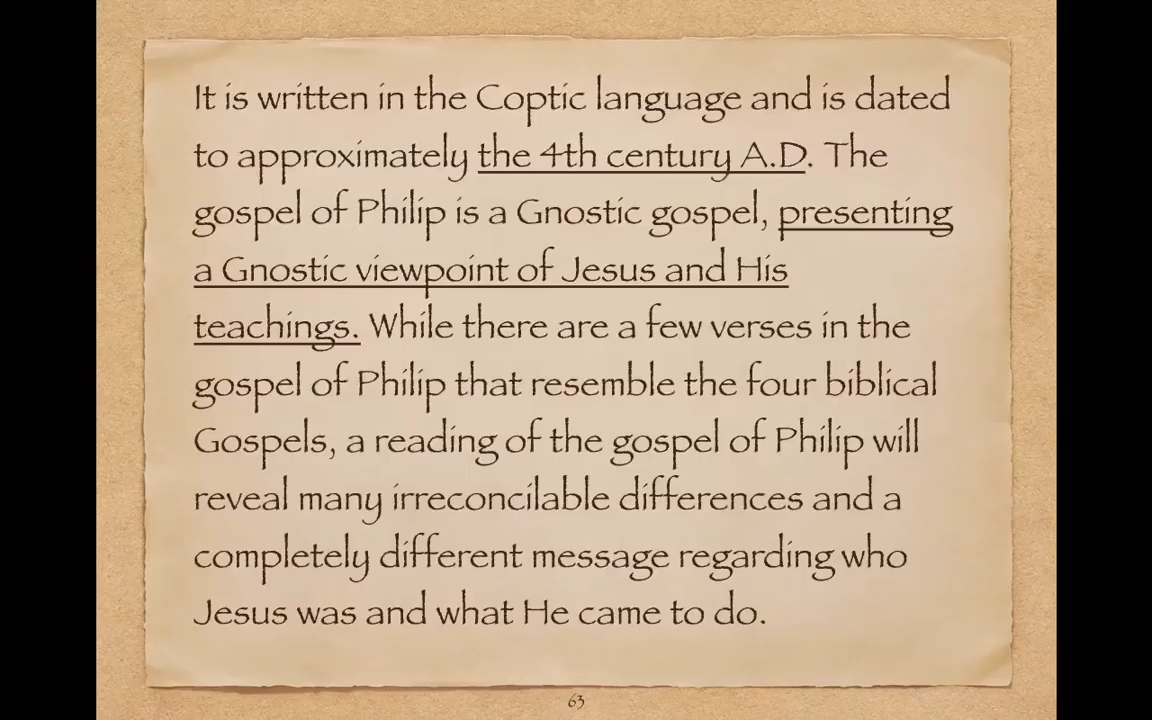 It is written in the Coptic language and is dated
to approximately the 4th century A.D. The
gospel of Philip is a Gnostic gospel, presenting
a Gnostic viewpoint of Jesus and His
teachings. While there are a few verses in the
gospel of Philip that resemble the four biblical
Gospels, a reading of the gospel of Philip will
reveal many irreconcilable differences and a
completely different message regarding who
Jesus was and what He came to do.
63